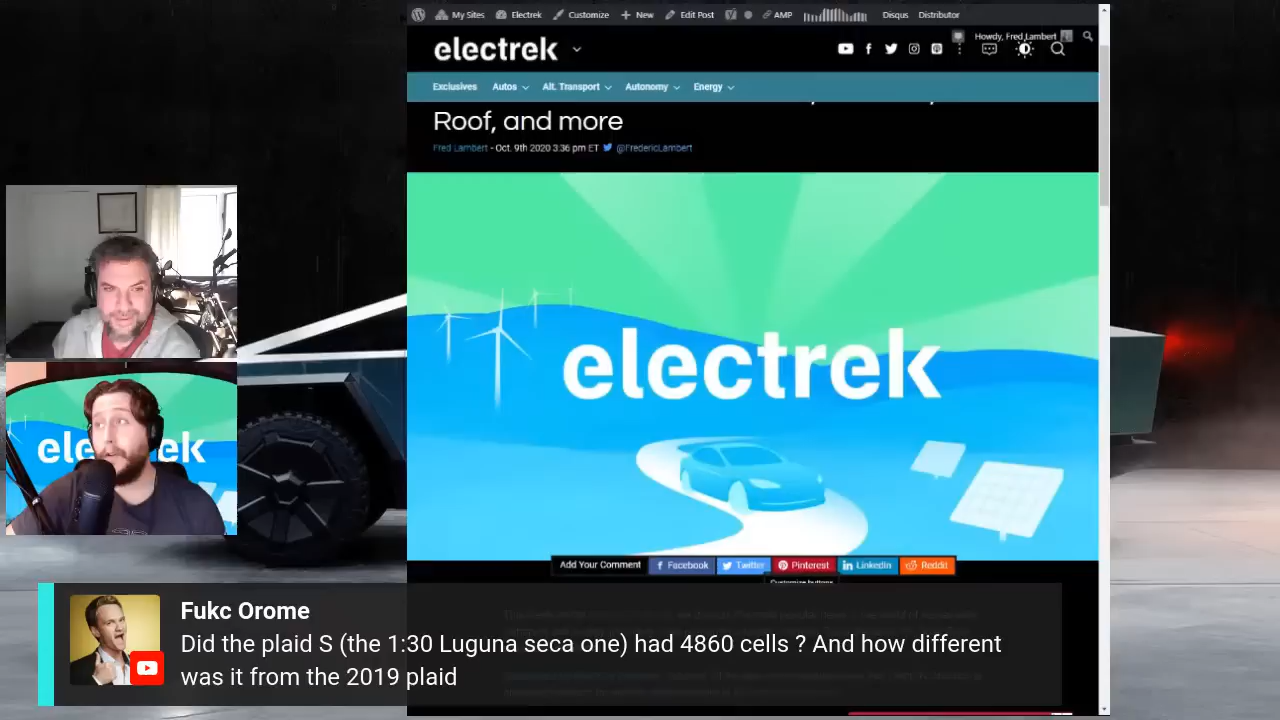 My Sites Electrek Customize New Edit Post AMP Disqus Distributor
Howdy, Fred Lambert
electrek
Exclusives Autos Alt. Transport Autonomy Energy
Roof, and more
Fred Lambert - Oct. 9th 2020 3:36 pm ET @FredericLambert
electrek
Add Your Comment Facebook Twitter Pinterest LinkedIn Reddit
Customize buttons
Fukc Orome
Did the plaid S (the 1:30 Luguna seca one) had 4860 cells ? And how different
was it from the 2019 plaid